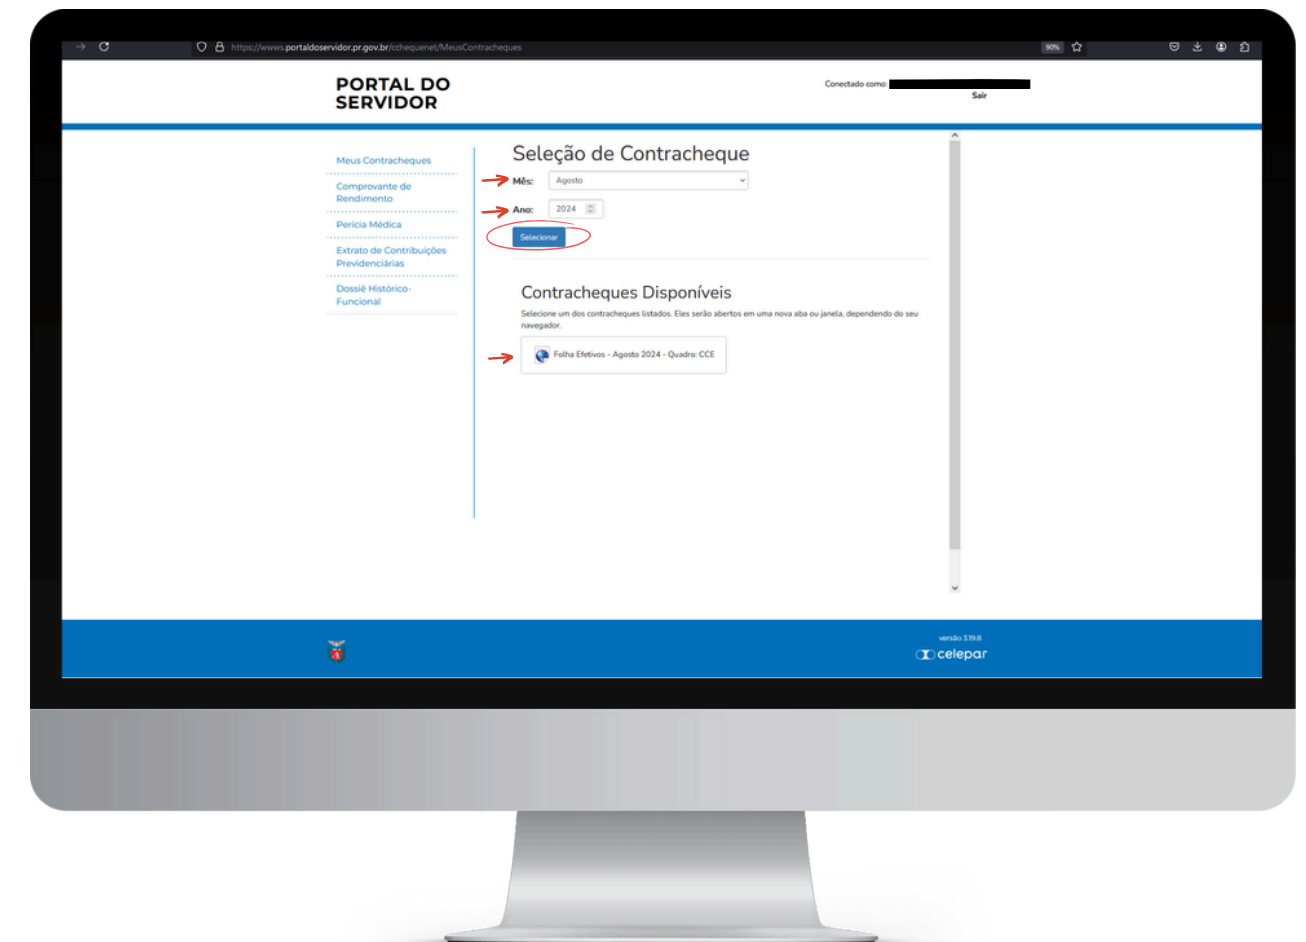 https://www.portaldoservidor.pr.gov.br/cchequenet/MeusContracheques
90%
PORTAL DO
SERVIDOR
Conectado como:
Sair
Meus Contracheques
Comprovante de
Rendimento
Perícia Médica
Extrato de Contribuições
Previdenciárias
Dossiê Histórico-
Funcional
Seleção de Contracheque
Mês: Agosto
Ano: 2024
Selecionar
Contracheques Disponíveis
Selecione um dos contracheques listados. Eles serão abertos em uma nova aba ou janela, dependendo do seu
navegador.
Folha Efetivos - Agosto 2024 - Quadro: CCE
versão 3.19.8
celepar